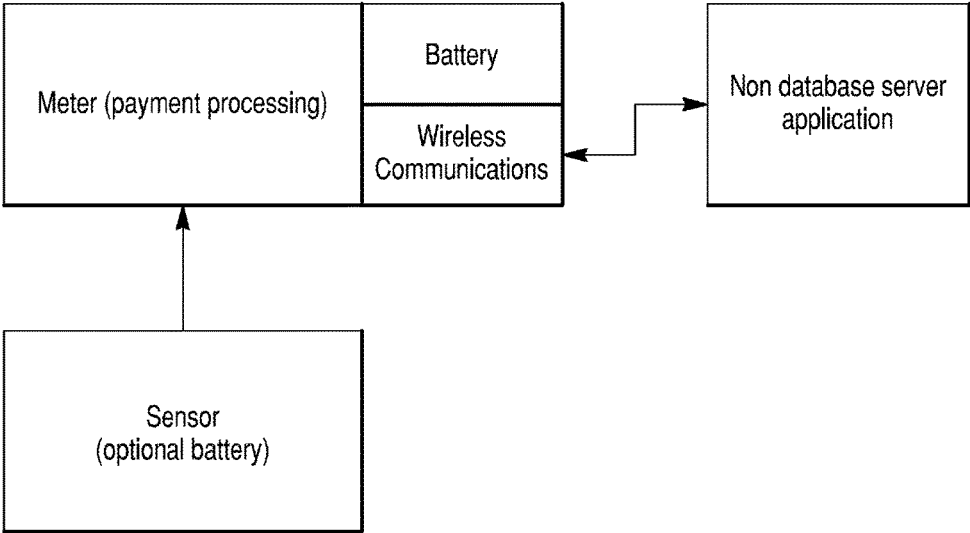 Meter (payment processing)
Battery
Wireless
Communications
Non database server
application
Sensor
(optional battery)